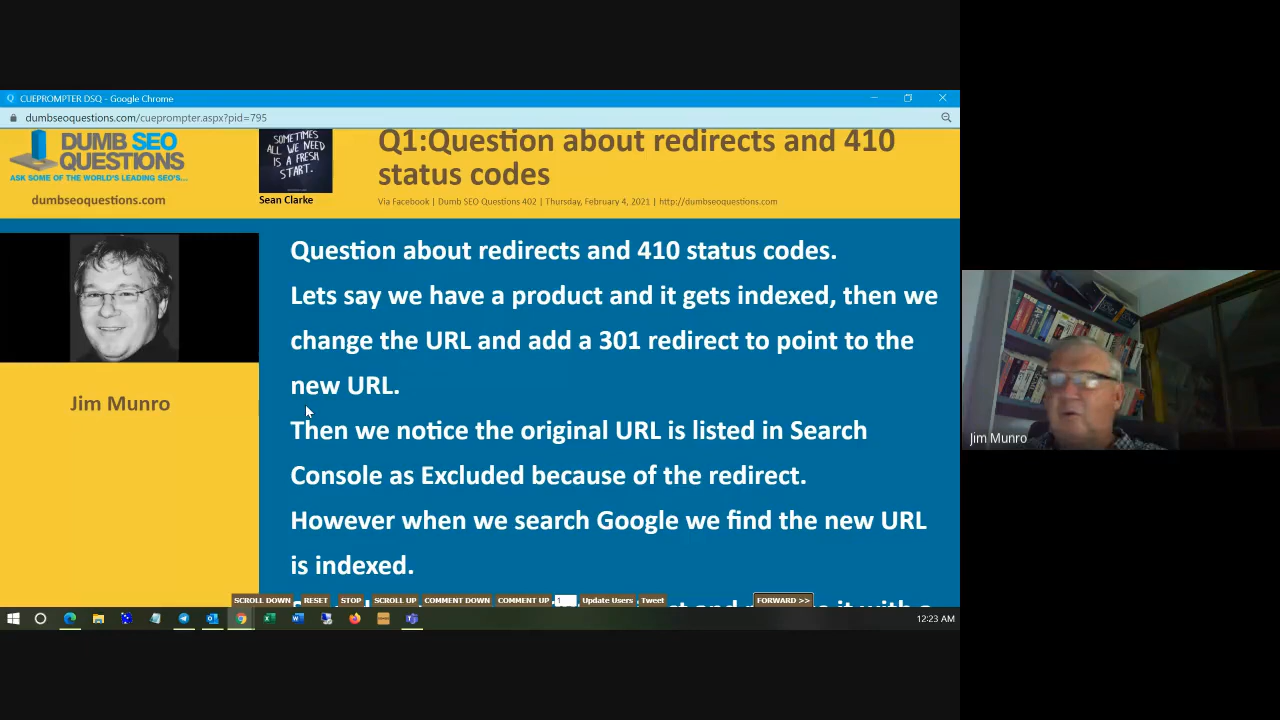 CUEPROMPTER DSQ - Google Chrome
dumbseoquestions.com/cueprompter.aspx?pid=795
DUMB SEO
QUESTIONS
ASK SOME OF THE WORLD'S LEADING SEO'S...
dumbseoquestions.com
SOMETIMES
ALL WE NEED
IS A FRESH
START.
Sean Clarke
Q1:Question about redirects and 410
status codes
Via Facebook | Dumb SEO Questions 402 | Thursday, February 4, 2021 | http://dumbseoquestions.com
Jim Munro
Question about redirects and 410 status codes.
Lets say we have a product and it gets indexed, then we
change the URL and add a 301 redirect to point to the
new URL.
Then we notice the original URL is listed in Search
Console as Excluded because of the redirect.
However when we search Google we find the new URL
is indexed.
it with a
SCROLL DOWN RESET STOP SCROLL UP COMMENT DOWN COMMENT UP 1 Update Users Tweet FORWARD >>
12:23 AM
Jim Munro